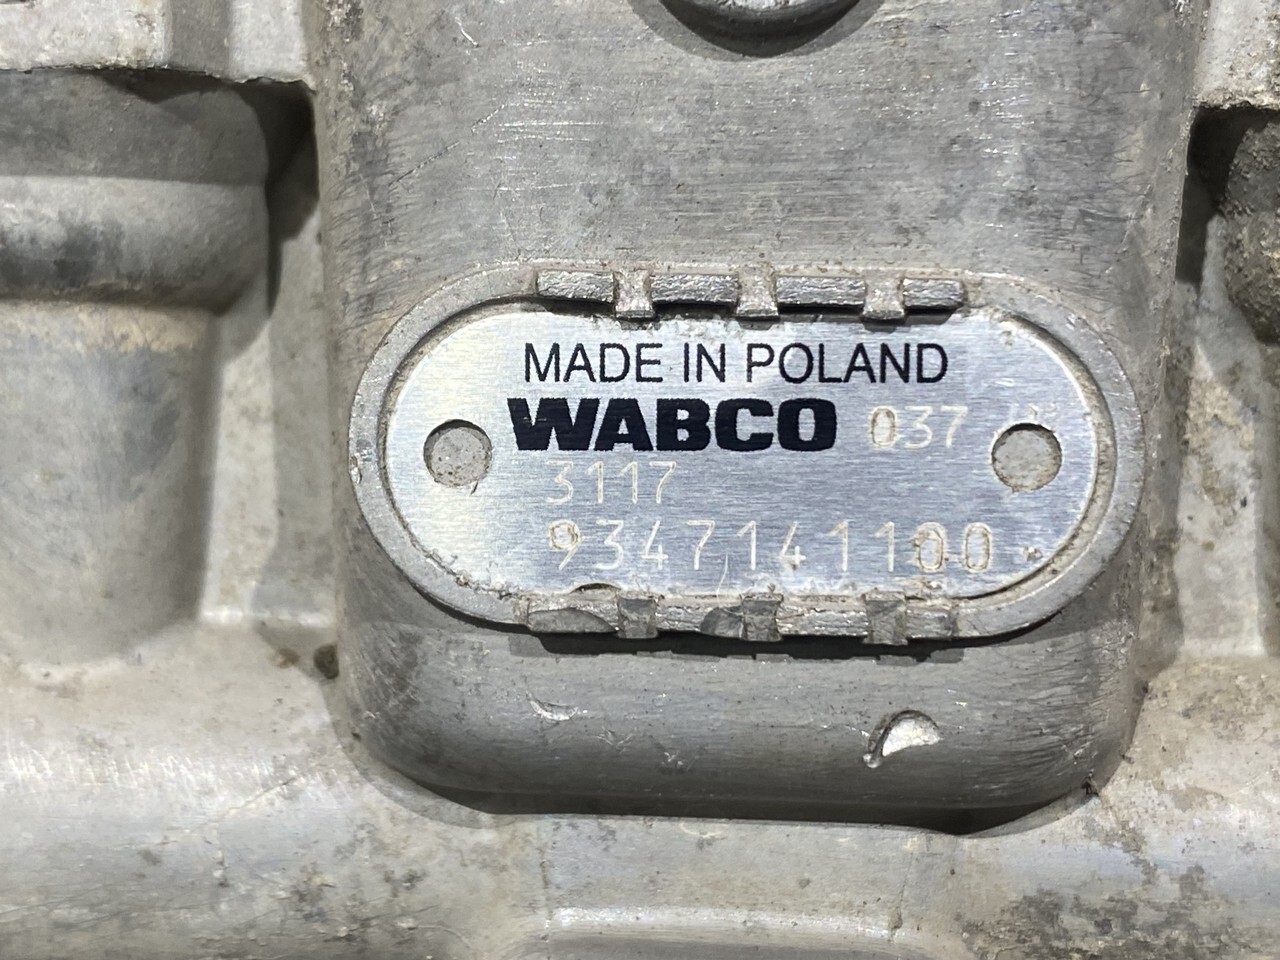 MADE IN POLAND
WABCO 037
3117
9347141100